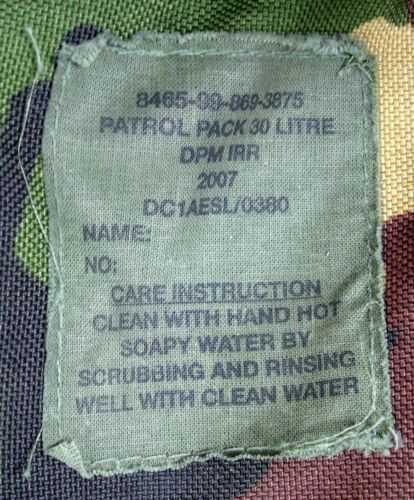 8465-99-869-3875
PATROL PACK 30 LITRE
DPM IRR
2007
DC1AESL/0380
NAME:
NO:
CARE INSTRUCTION
CLEAN WITH HAND HOT
SOAPY WATER BY
SCRUBBING AND RINSING
WELL WITH CLEAN WATER